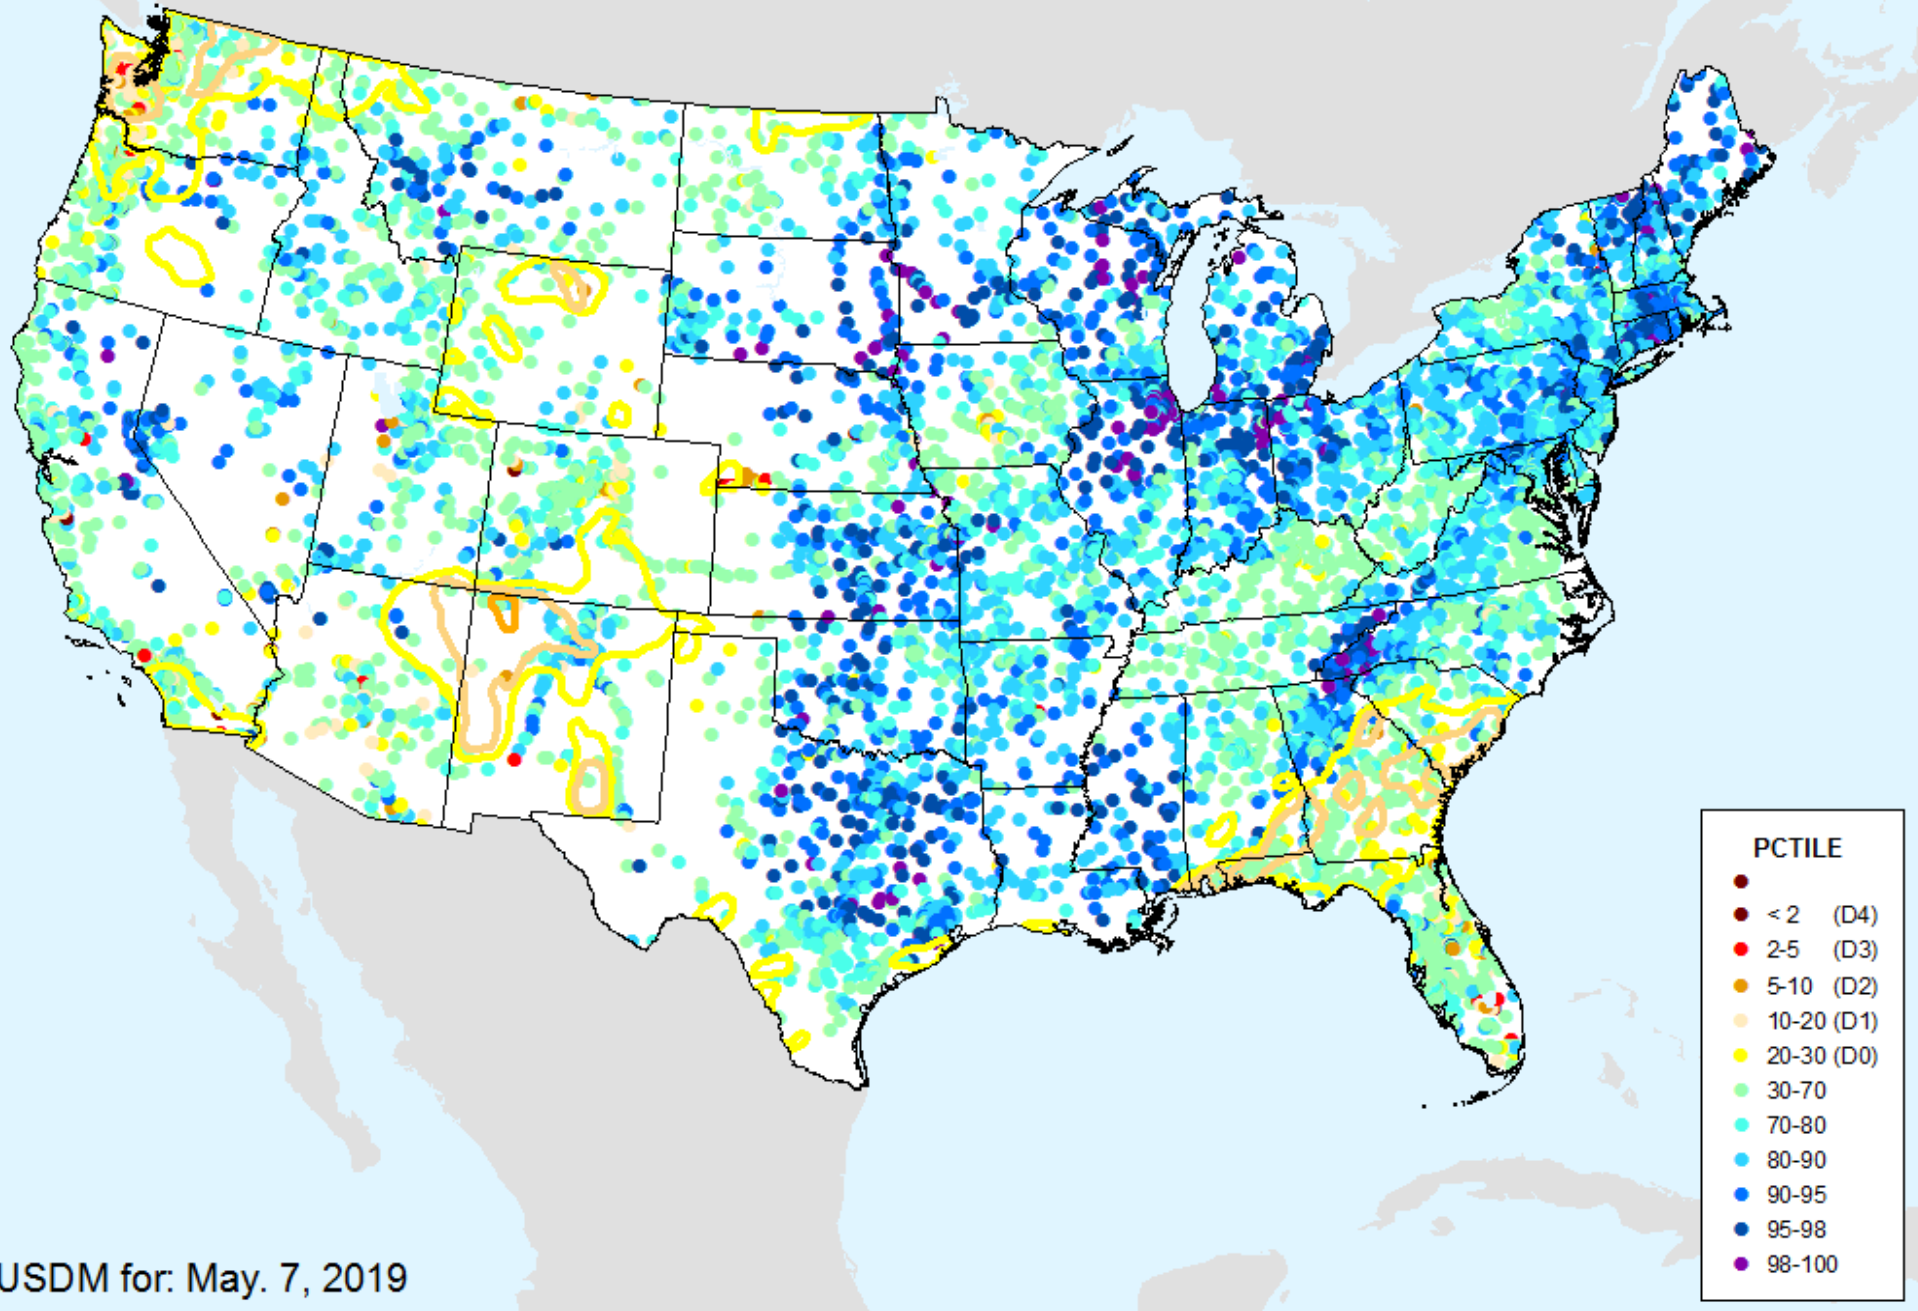 PCTILE
< 2 (D4)
2-5 (D3)
5-10 (D2)
10-20 (D1)
20-30 (D0)
30-70
70-80
80-90
90-95
95-98
98-100
USDM for: May. 7, 2019